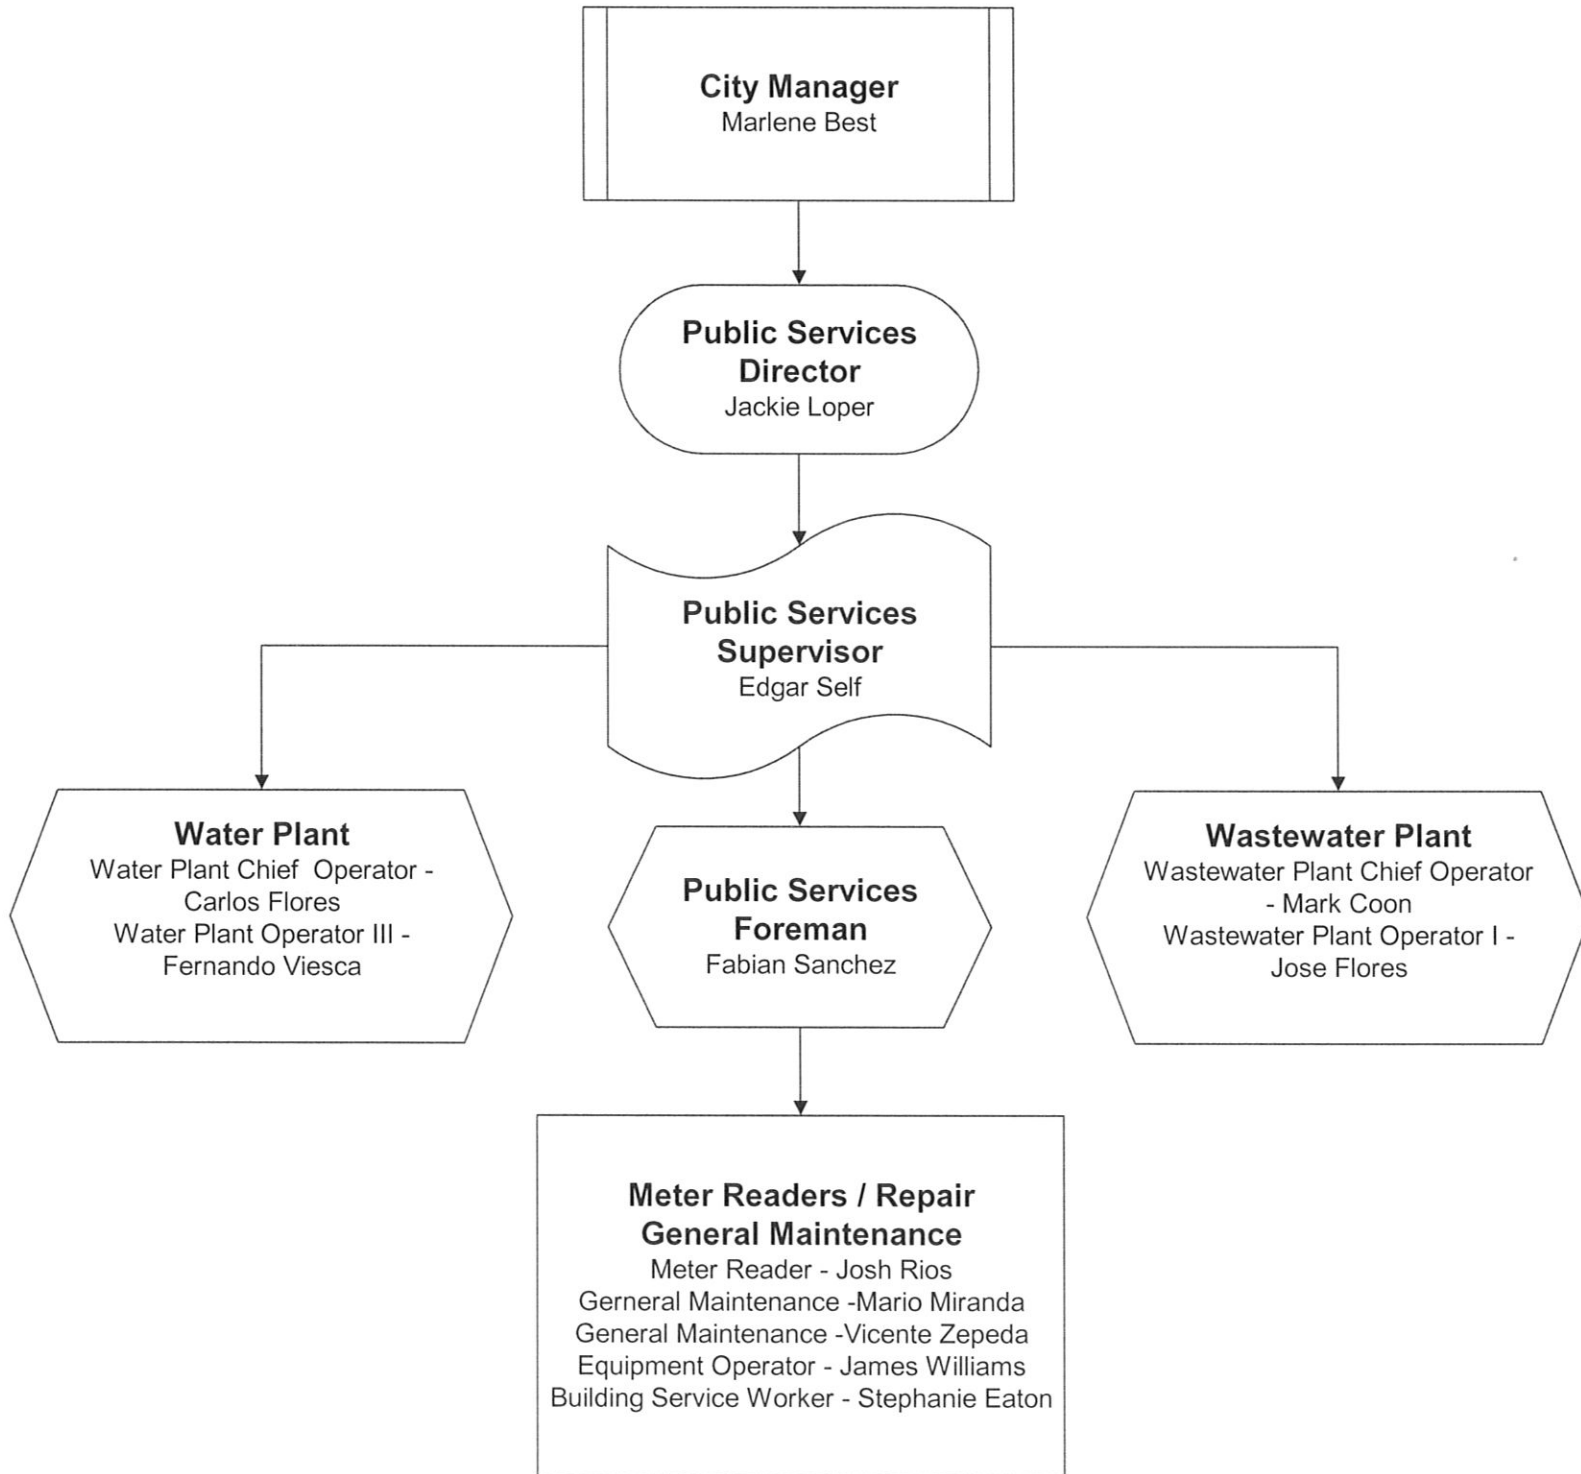 City Manager
Marlene Best
Public Services
Director
Jackie Loper
Public Services
Supervisor
Edgar Self
Water Plant
Water Plant Chief  Operator -
Carlos Flores
Water Plant Operator III -
Fernando Viesca
Public Services
Foreman
Fabian Sanchez
Wastewater Plant
Wastewater Plant Chief Operator
- Mark Coon
Wastewater Plant Operator I -
Jose Flores
Meter Readers / Repair
General Maintenance
Meter Reader - Josh Rios
Gerneral Maintenance -Mario Miranda
General Maintenance -Vicente Zepeda
Equipment Operator - James Williams
Building Service Worker - Stephanie Eaton